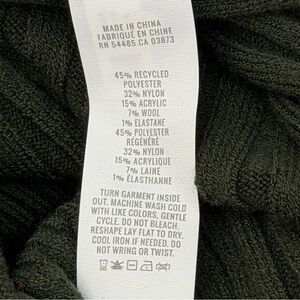 MADE IN CHINA
FABRIQUÉ EN CHINE
RN 54485 CA 03873
45% RECYCLED
POLYESTER
32% NYLON
15% ACRYLIC
7% WOOL
1% ELASTANE
45% POLYESTER
RÉGÉNÉRÉ
32% NYLON
15% ACRYLIQUE
7% LAINE
1% ÉLASTHANNE
TURN GARMENT INSIDE
OUT. MACHINE WASH COLD
WITH LIKE COLORS, GENTLE
CYCLE. DO NOT BLEACH.
RESHAPE LAY FLAT TO DRY.
COOL IRON IF NEEDED. DO
NOT WRING OR TWIST.